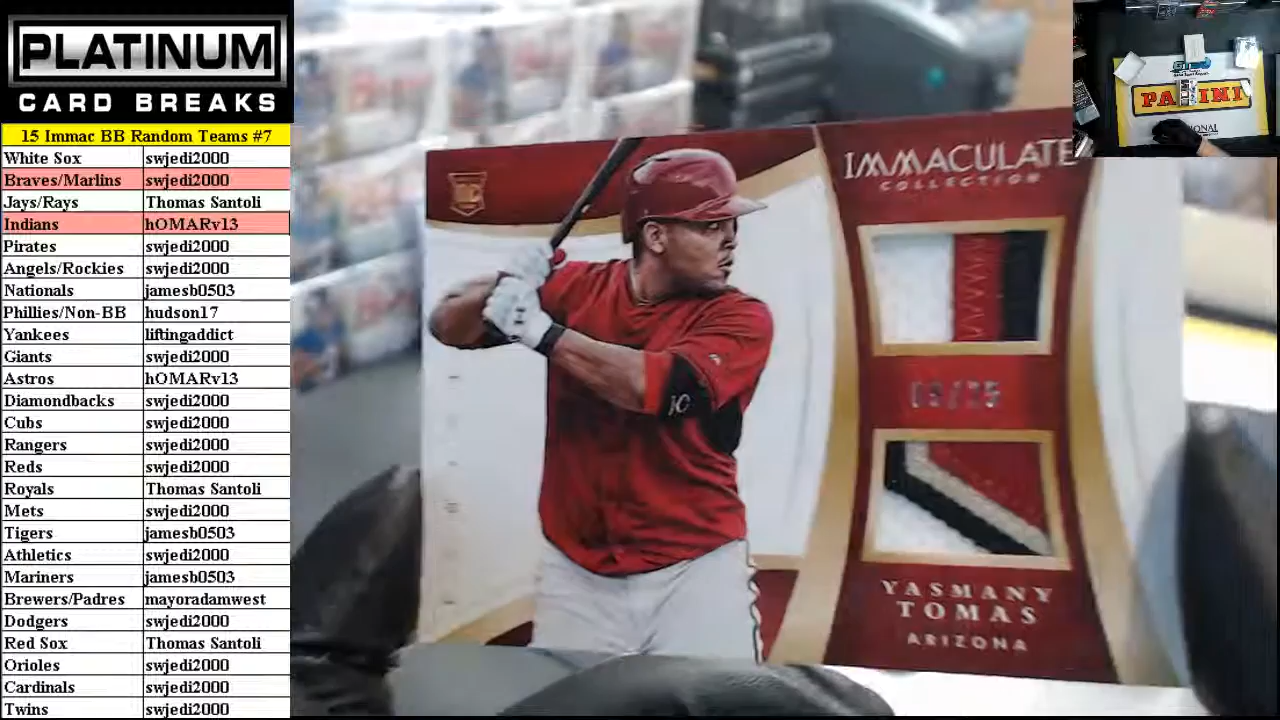 PLATINUM
CARD BREAKS
15 Immac BB Random Teams #7
White Sox swjedi2000
Braves/Marlins swjedi2000
Jays/Rays Thomas Santoli
Indians hOMARv13
Pirates swjedi2000
Angels/Rockies swjedi2000
Nationals jamesb0503
Phillies/Non-BB hudson17
Yankees liftingaddict
Giants swjedi2000
Astros hOMARv13
Diamondbacks swjedi2000
Cubs swjedi2000
Rangers swjedi2000
Reds swjedi2000
Royals Thomas Santoli
Mets swjedi2000
Tigers jamesb0503
Athletics swjedi2000
Mariners jamesb0503
Brewers/Padres mayoradamwest
Dodgers swjedi2000
Red Sox Thomas Santoli
Orioles swjedi2000
Cardinals swjedi2000
Twins swjedi2000
IMMACULATE
COLLECTION
YASMANY
TOMAS
ARIZONA
PANINI